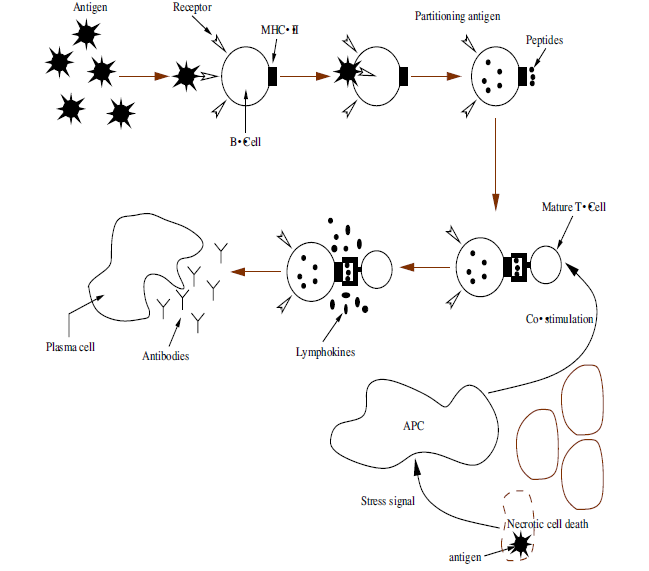 Antigen
Receptor
MHC•II
Partitioning antigen
Peptides
B•Cell
Mature T•Cell
Co•stimulation
Plasma cell
Antibodies
Lymphokines
APC
Stress signal
Necrotic cell death
antigen